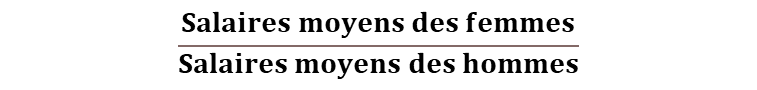 Salaires moyens des femmes
Salaires moyens des hommes